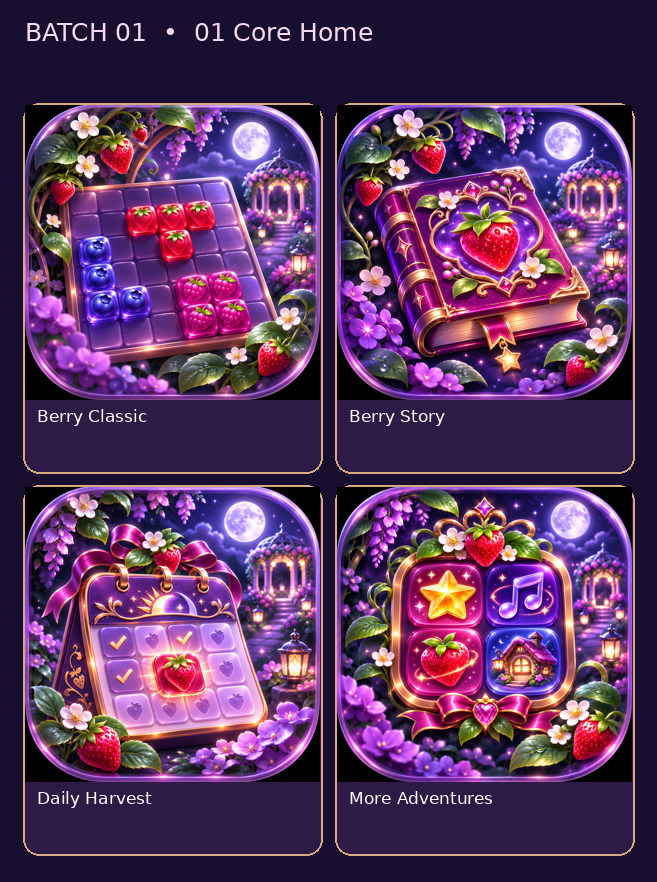 BATCH 01 • 01 Core Home
Berry Classic
Berry Story
Daily Harvest
More Adventures